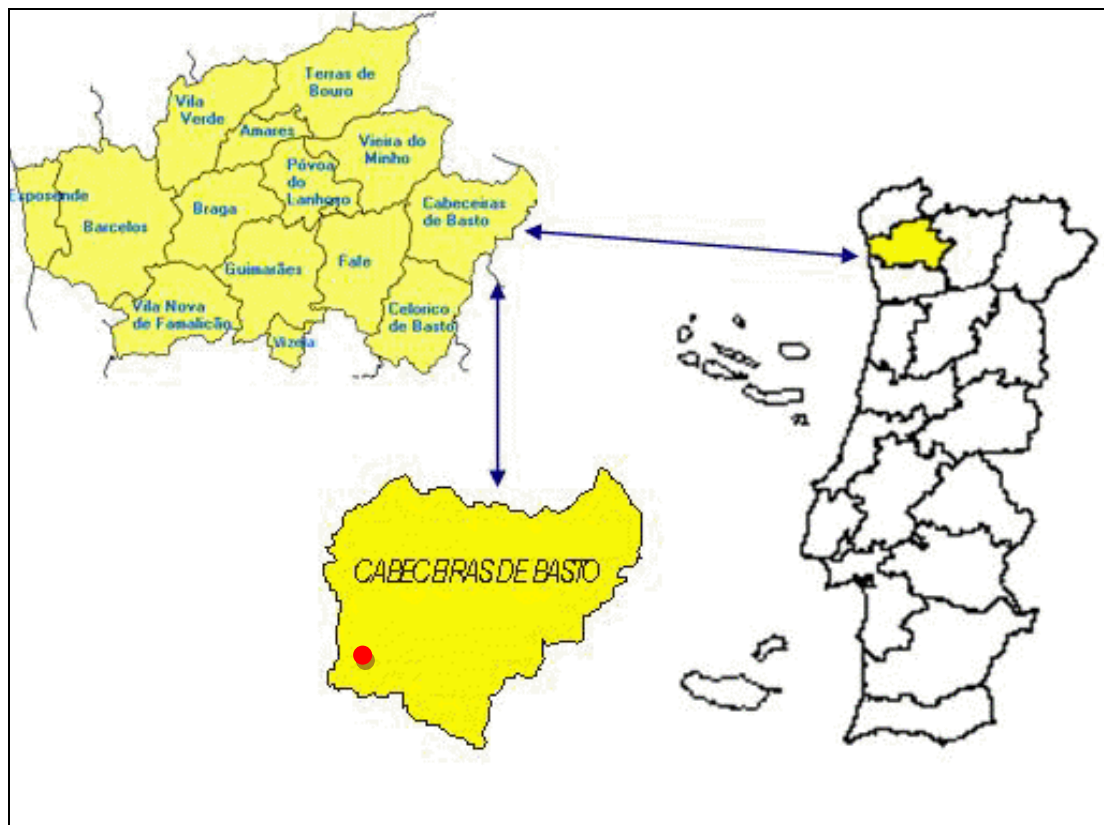 Terras de
Bouro
Vila
Verde
Amares
Vieira do
Minho
Póvoa
do
Lanhoso
Esposende
Barcelos
Braga
Cabeceiras
de Basto
Guimarães
Fafe
Vila Nova
de Famalicão
Celorico
de Basto
Vizela
CABECEIRAS DE BASTO